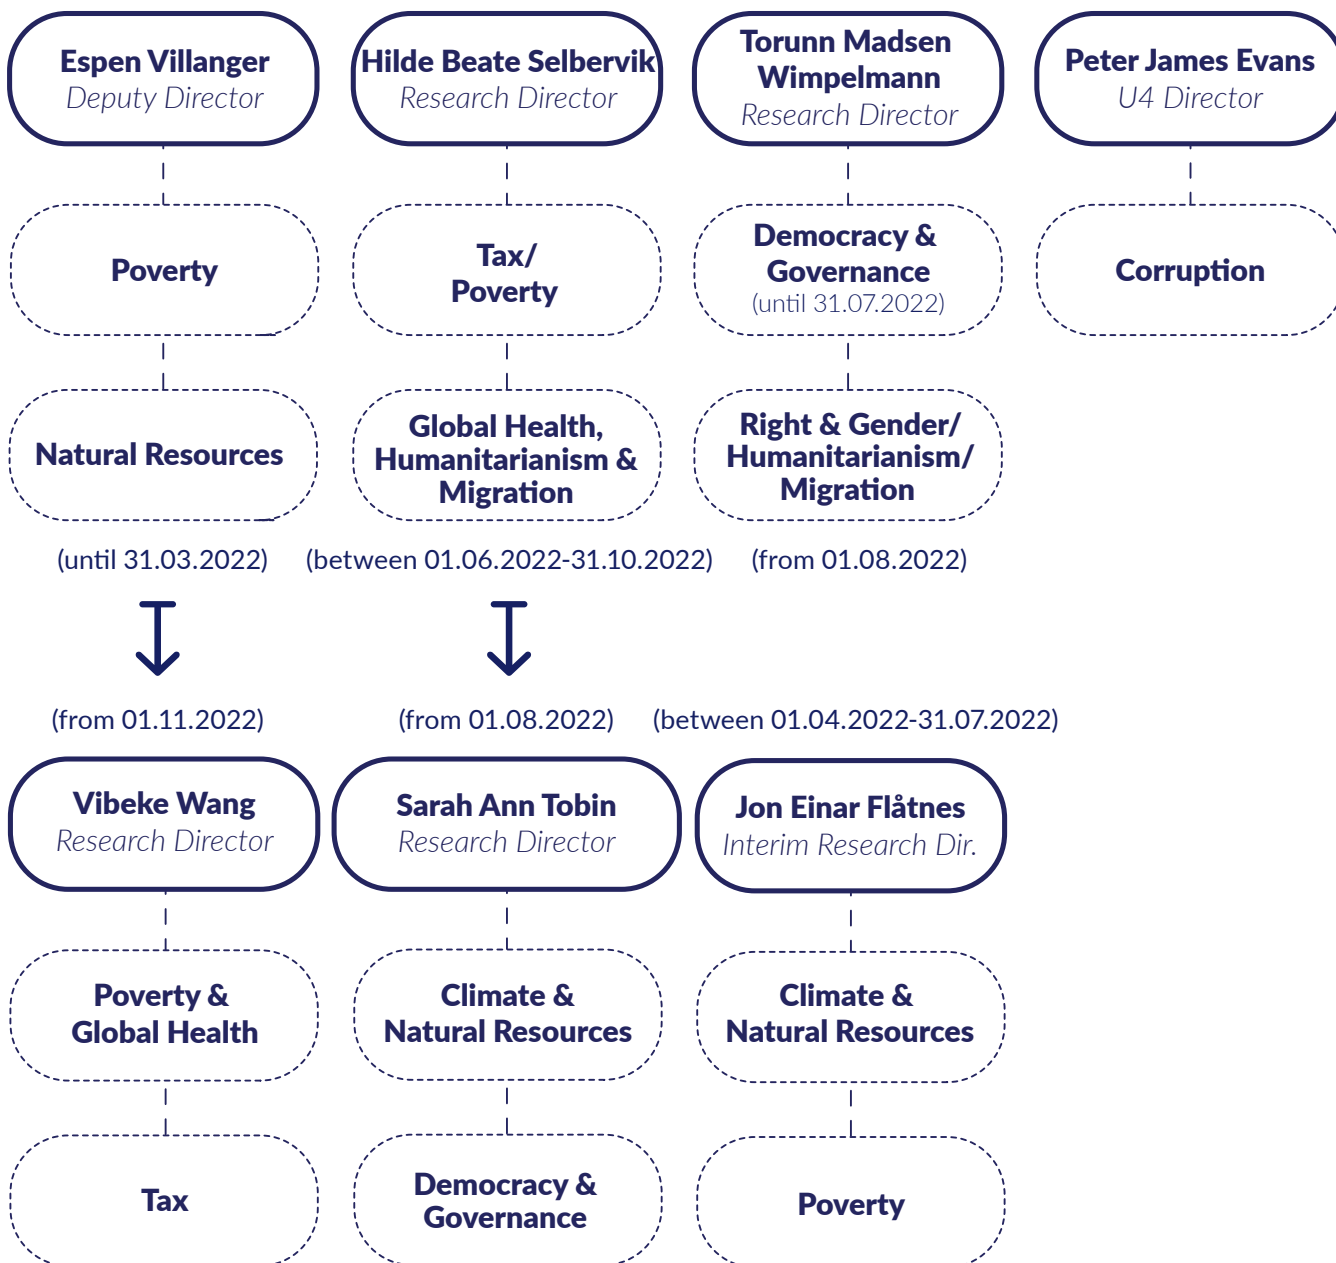 Espen Villanger
Deputy Director
Hilde Beate Selbervik
Research Director
Torunn Madsen
Wimpelmann
Research Director
Peter James Evans
U4 Director
Poverty
Tax/
Poverty
Democracy &
Governance
(until 31.07.2022)
Corruption
Natural Resources
Global Health,
Humanitarianism &
Migration
Right & Gender/
Humanitarianism/
Migration
(until 31.03.2022)
(between 01.06.2022-31.10.2022)
(from 01.08.2022)
(from 01.11.2022)
(from 01.08.2022)
(between 01.04.2022-31.07.2022)
Vibeke Wang
Research Director
Sarah Ann Tobin
Research Director
Jon Einar Flåtnes
Interim Research Dir.
Poverty &
Global Health
Climate &
Natural Resources
Climate &
Natural Resources
Tax
Democracy &
Governance
Poverty